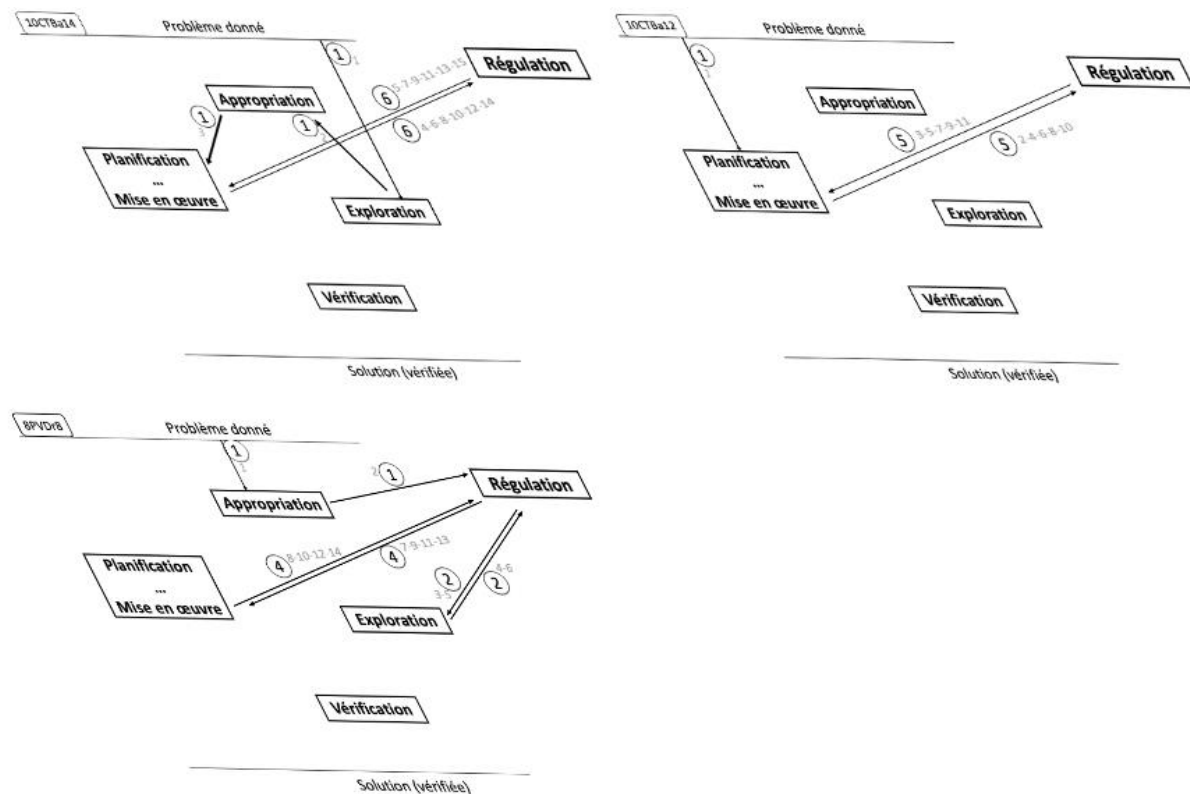 10CTBa14
Problème donné
1
1
Régulation
6
5-7-9-11-13-15
Appropriation
1
3
1
2
6
4-6-8-10-12-14
Planification
...
Mise en œuvre
Exploration
Vérification
Solution (vérifiée)
10CTBa12
Problème donné
1
1
Régulation
Appropriation
5
3-5-7-9-11
5
2-4-6-8-10
Planification
...
Mise en œuvre
Exploration
Vérification
Solution (vérifiée)
8PVDr8
Problème donné
1
1
2
1
Régulation
Appropriation
4
8-10-12-14
4
7-9-11-13
Planification
...
Mise en œuvre
2
3-5
2
4-6
Exploration
Vérification
Solution (vérifiée)